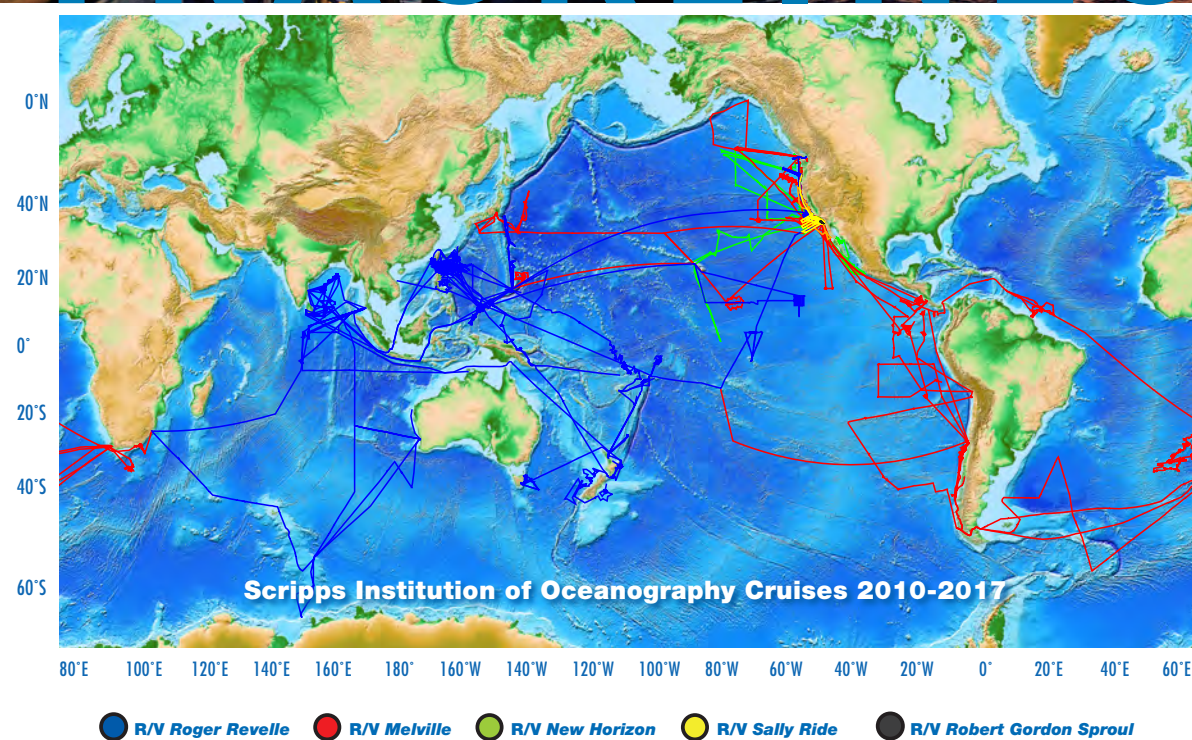 0°N
40°N
20°N
0°
20°S
40°S
60°S
Scripps Institution of Oceanography Cruises 2010-2017
80°E 100°E 120°E 140°E 160°E 180° 160°W 140°W 120°W 100°W 80°W 60°W 40°W 20°W 0° 20°E 40°E 60°E
R/V Roger Revelle R/V Melville R/V New Horizon R/V Sally Ride R/V Robert Gordon Sproul